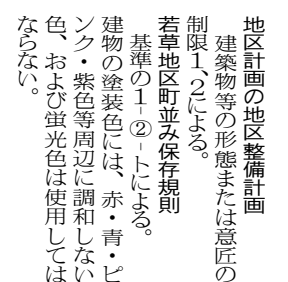 地区計画の地区整備計画
　建築物等の形態または意匠の
制限１、２による。
若草地区町並み保存規則
　基準の１-②-トによる。
建物の塗装色には、赤・青・ピ
ンク・紫色等周辺に調和しない
色、および蛍光色は使用しては
ならない。